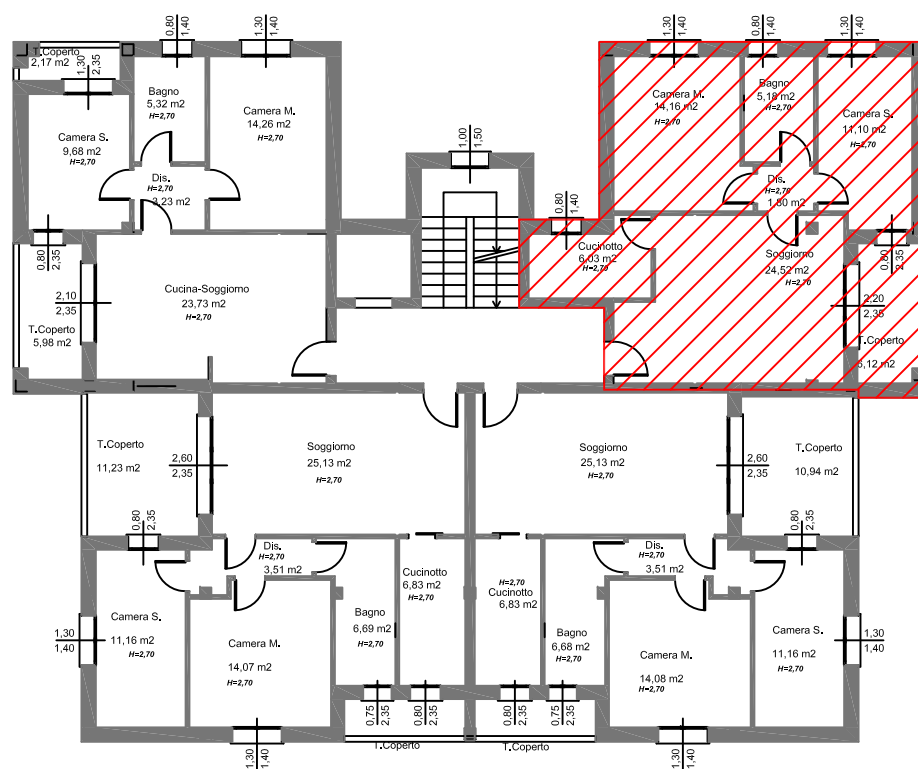 0,80
1,40
1,30
1,40
1,30
1,40
0,80
1,40
1,30
1,40
T.Coperto
2,17 m2
1,30
2,35
Bagno
5,32 m2
H=2,70
Camera M.
14,26 m2
H=2,70
Camera S.
9,68 m2
H=2,70
Dis.
H=2,70
3,23 m2
1,00
1,50
0,80
1,40
Camera M.
14,16 m2
H=2,70
Bagno
5,18 m2
H=2,70
Camera S.
11,10 m2
H=2,70
Dis.
H=2,70
1,80 m2
0,80
2,35
0,80
2,35
Cucinotto
6,03 m2
H=2,70
Soggiorno
24,52 m2
H=2,70
Cucina-Soggiorno
23,73 m2
H=2,70
2,10
2,35
T.Coperto
5,98 m2
2,20
2,35
T.Coperto
6,12 m2
T.Coperto
11,23 m2
2,60
2,35
Soggiorno
25,13 m2
H=2,70
Soggiorno
25,13 m2
H=2,70
2,60
2,35
T.Coperto
10,94 m2
0,80
2,35
0,80
2,35
Dis.
H=2,70
3,51 m2
Cucinotto
6,83 m2
H=2,70
H=2,70
Cucinotto
6,83 m2
Dis.
H=2,70
3,51 m2
1,30
1,40
Camera S.
11,16 m2
H=2,70
Camera M.
14,07 m2
H=2,70
Bagno
6,69 m2
H=2,70
Bagno
6,68 m2
H=2,70
Camera M.
14,08 m2
H=2,70
Camera S.
11,16 m2
H=2,70
1,30
1,40
0,75
2,35
0,80
2,35
0,80
2,35
0,75
2,35
T.Coperto
T.Coperto
1,30
1,40
1,30
1,40